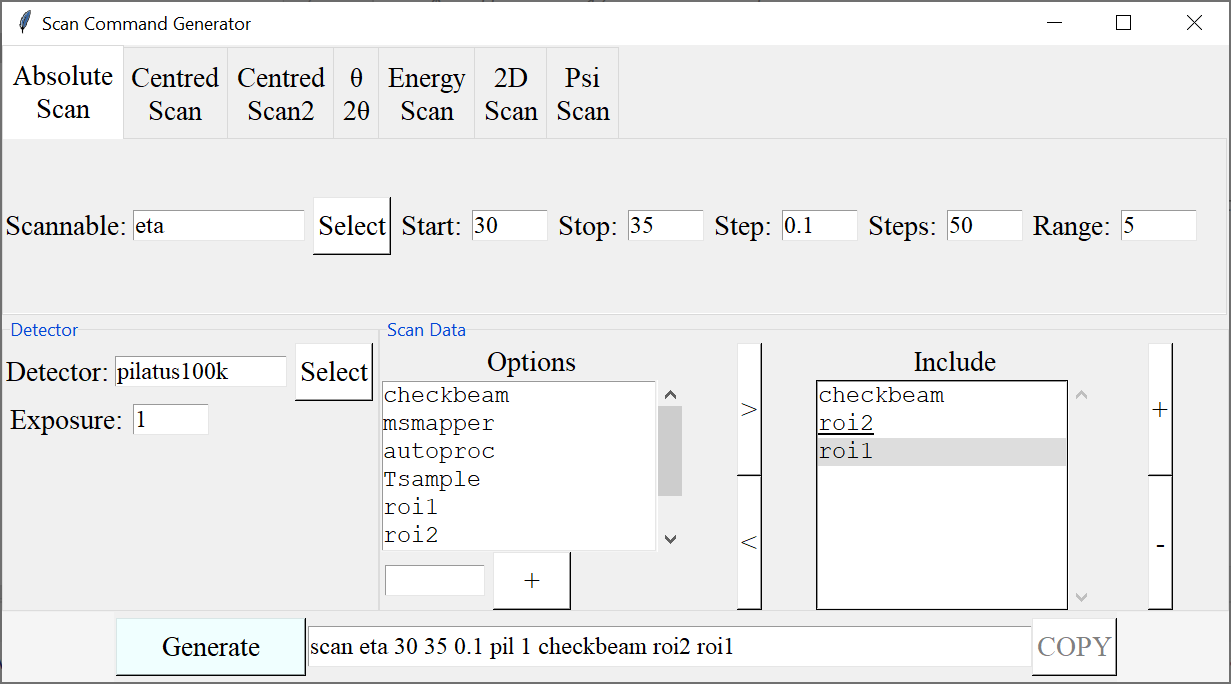 Scan Command Generator
Absolute Scan
Centred Scan
Centred Scan2
θ 2θ
Energy Scan
2D Scan
Psi Scan
Scannable: eta Select Start: 30 Stop: 35 Step: 0.1 Steps: 50 Range: 5
Detector
Detector: pilatus100k Select
Exposure: 1
Scan Data
Options
checkbeam
msmapper
autoproc
Tsample
roi1
roi2
+
>
<
Include
checkbeam
roi2
roi1
+
-
Generate scan eta 30 35 0.1 pil 1 checkbeam roi2 roi1 COPY